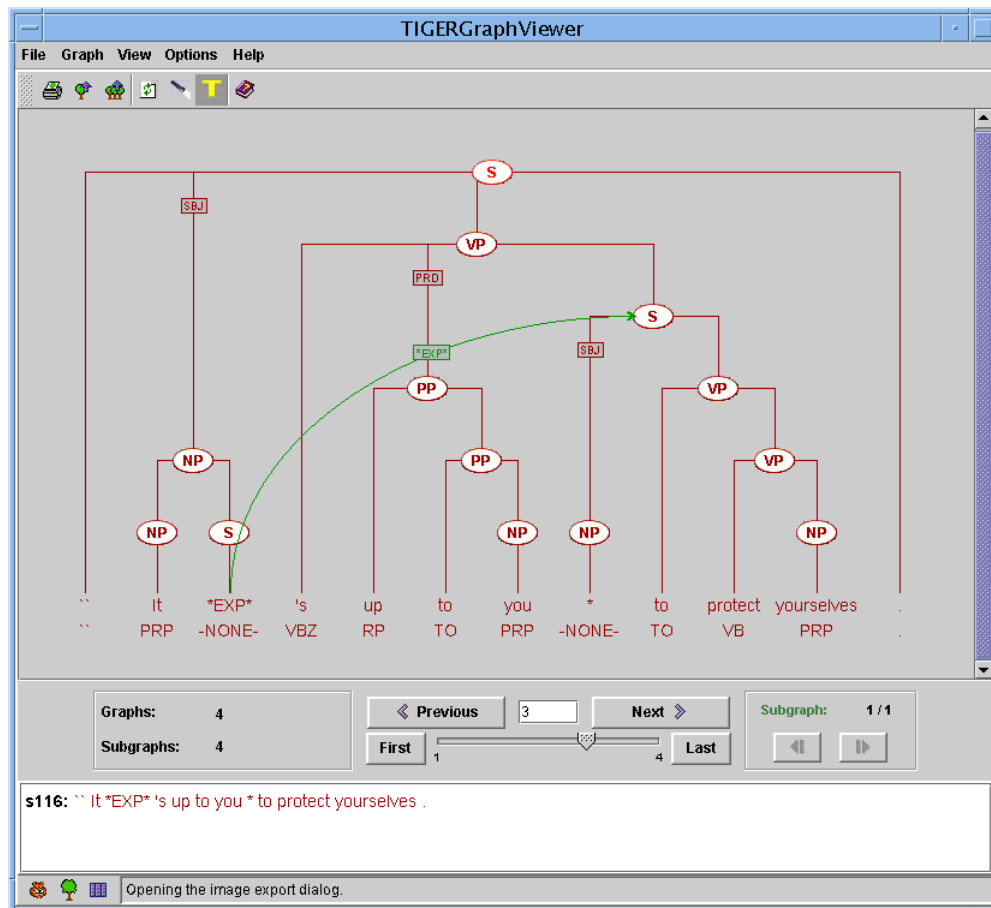 TIGERGraphViewer
File Graph View Options Help
T
S
SBJ
VP
PRD
S
*EXP*
SBJ
PP
VP
NP
PP
VP
NP
S
NP
NP
NP
`` It *EXP* 's up to you * to protect yourselves .
`` PRP -NONE- VBZ RP TO PRP -NONE- TO VB PRP .
Graphs: 4
Subgraphs: 4
Previous 3 Next
First 1 4 Last
Subgraph: 1 / 1
s116: `` It *EXP* 's up to you * to protect yourselves .
Opening the image export dialog.